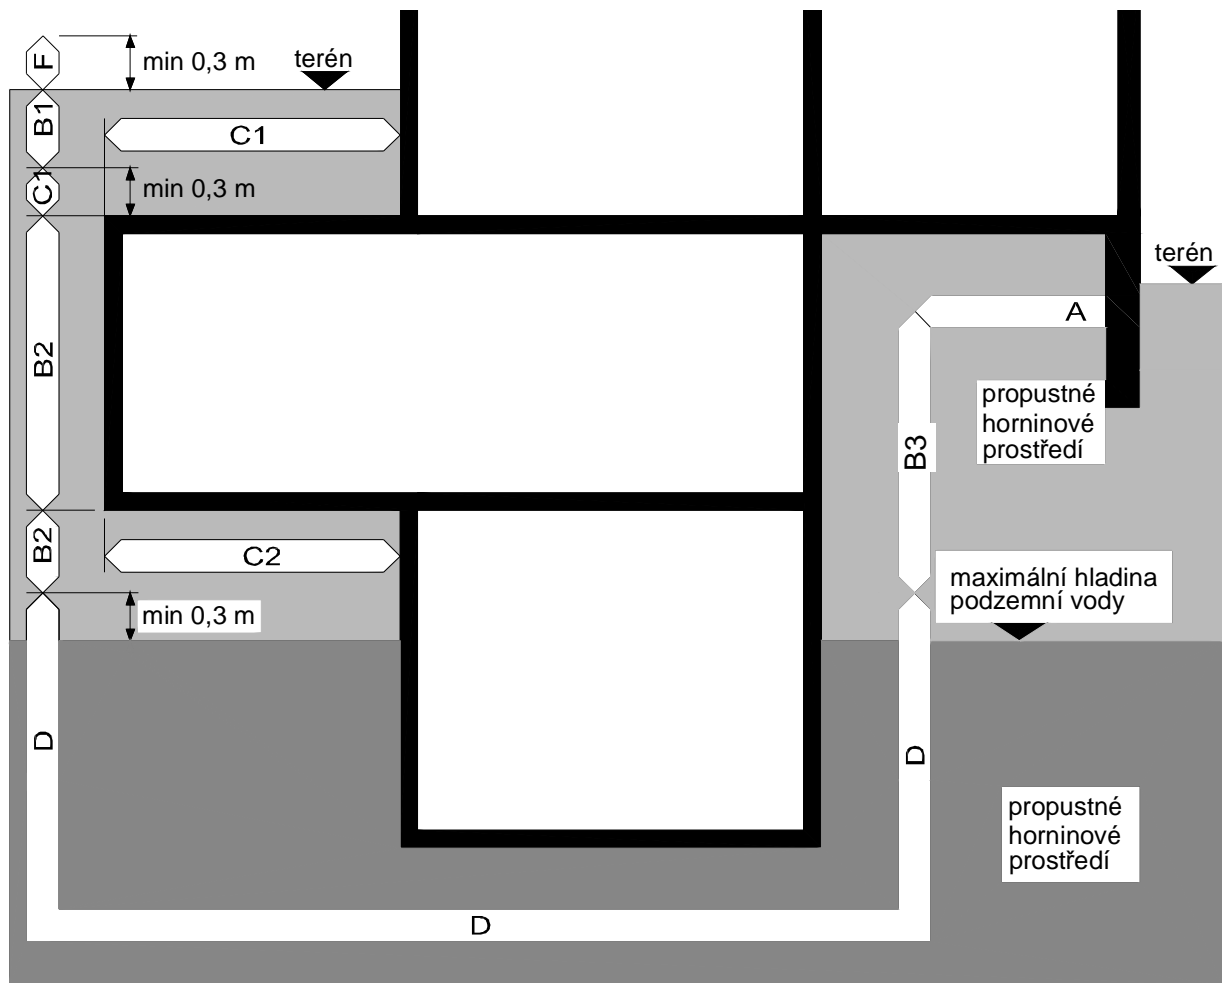 F
min 0,3 m
terén
B1
C1
C1
min 0,3 m
terén
A
B2
propustné
horninové
prostředí
B3
B2
C2
maximální hladina
podzemní vody
min 0,3 m
D
D
propustné
horninové
prostředí
D